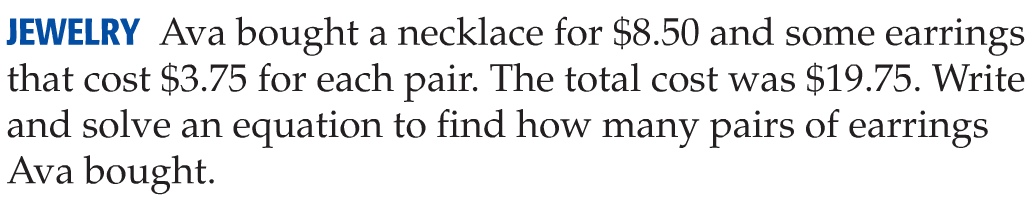 JEWELRY Ava bought a necklace for $8.50 and some earrings
that cost $3.75 for each pair. The total cost was $19.75. Write
and solve an equation to find how many pairs of earrings
Ava bought.